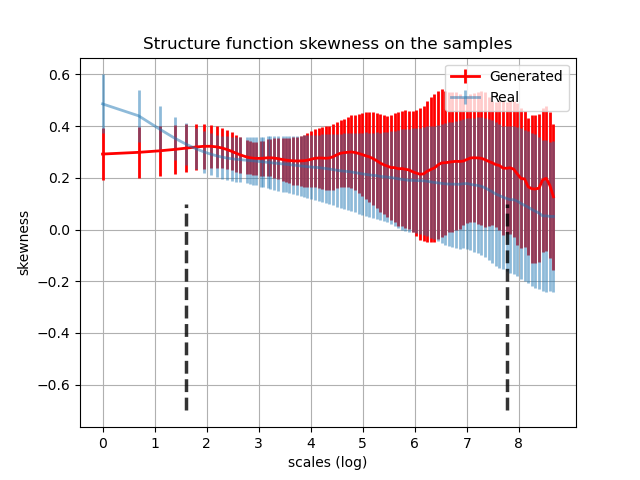 Structure function skewness on the samples
Generated
Real
0.6
0.4
0.2
0.0
−0.2
−0.4
−0.6
skewness
0 1 2 3 4 5 6 7 8
scales (log)